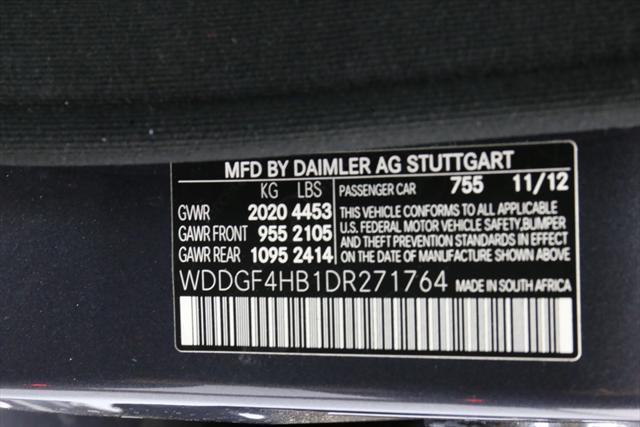 MFD BY DAIMLER AG STUTTGART
KG LBS
GVWR 2020 4453
GAWR FRONT 955 2105
GAWR REAR 1095 2414
PASSENGER CAR 755 11/12
THIS VEHICLE CONFORMS TO ALL APPLICABLE
U.S. FEDERAL MOTOR VEHICLE SAFETY, BUMPER
AND THEFT PREVENTION STANDARDS IN EFFECT
ON THE DATE OF MANUFACTURE SHOWN ABOVE
WDDGF4HB1DR271764 MADE IN SOUTH AFRICA